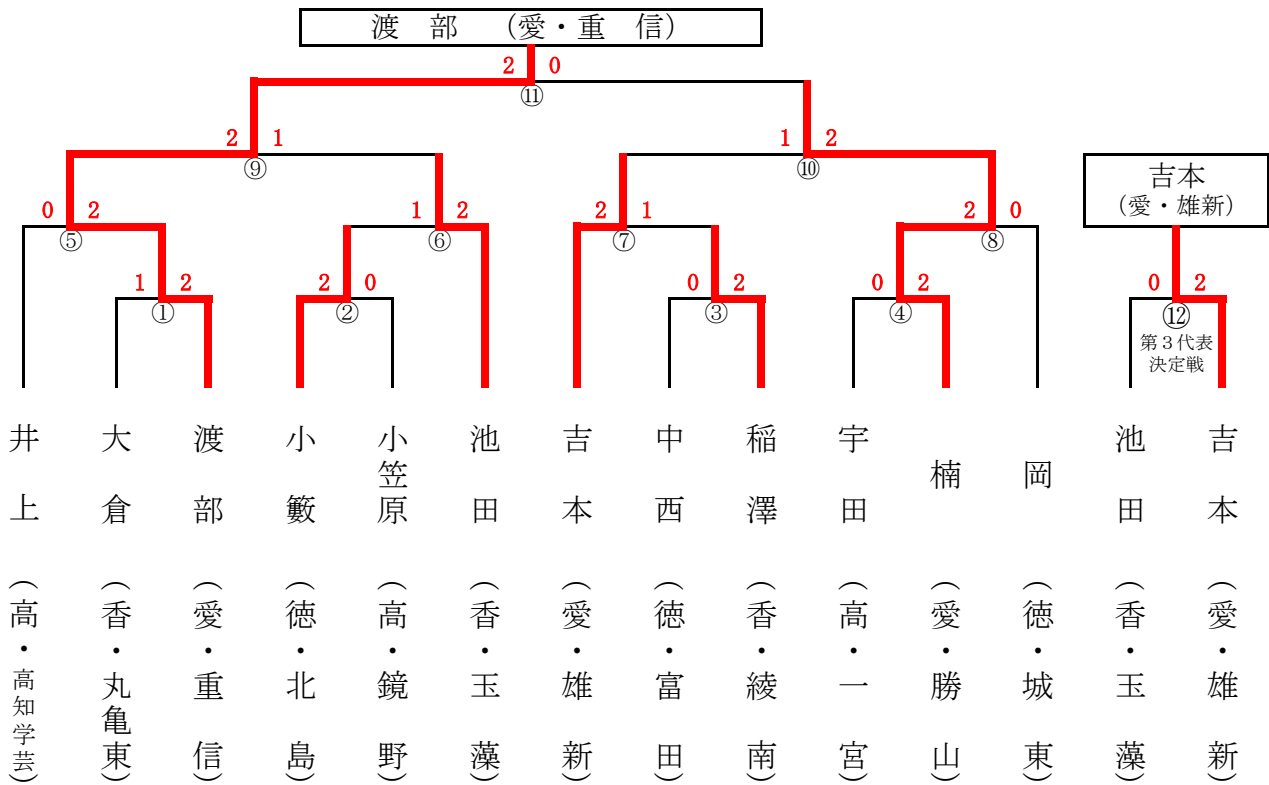 渡　部　（愛・重　信）
2 0
⑪
2 1
1 2
⑨
⑩
吉本
（愛・雄新）
0 2
1 2
2 1
2 0
⑤
⑥
⑦
⑧
1 2
2 0
0 2
0 2
0 2
①
②
③
④
⑫
第３代表
決定戦
井上（高・高知学芸）
大倉（香・丸亀東）
渡部（愛・重信）
小籔（徳・北島）
小笠原（高・鏡野）
池田（香・玉藻）
吉本（愛・雄新）
中西（徳・富田）
稲澤（香・綾南）
宇田（高・一宮）
楠（愛・勝山）
岡（徳・城東）
池田（香・玉藻）
吉本（愛・雄新）